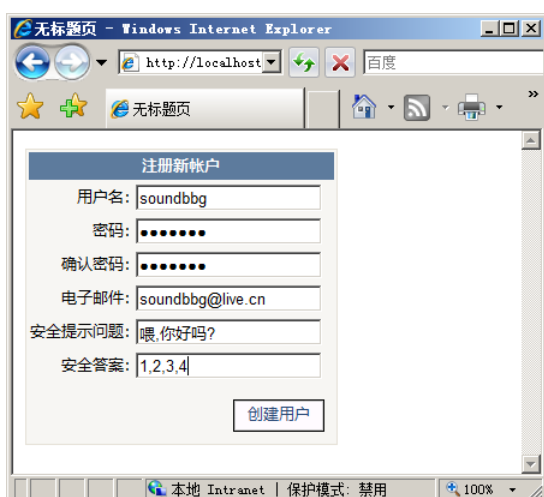 无标题页 - Windows Internet Explorer
http://localhost
百度
无标题页
注册新帐户
用户名: soundbbg
密码: ●●●●●●●
确认密码: ●●●●●●●
电子邮件: soundbbg@live.cn
安全提示问题: 喂,你好吗?
安全答案: 1,2,3,4
创建用户
本地 Intranet | 保护模式: 禁用
100%